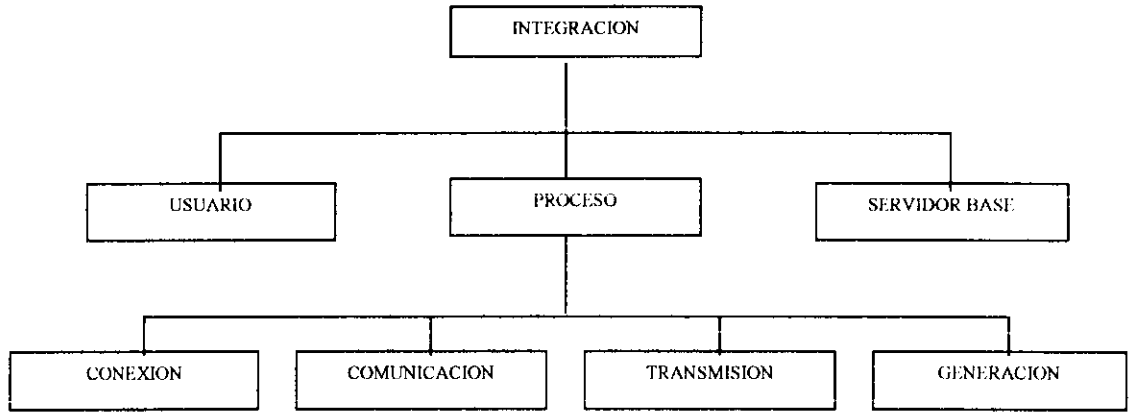 INTEGRACION
USUARIO
PROCESO
SERVIDOR BASE
CONEXION
COMUNICACION
TRANSMISION
GENERACION